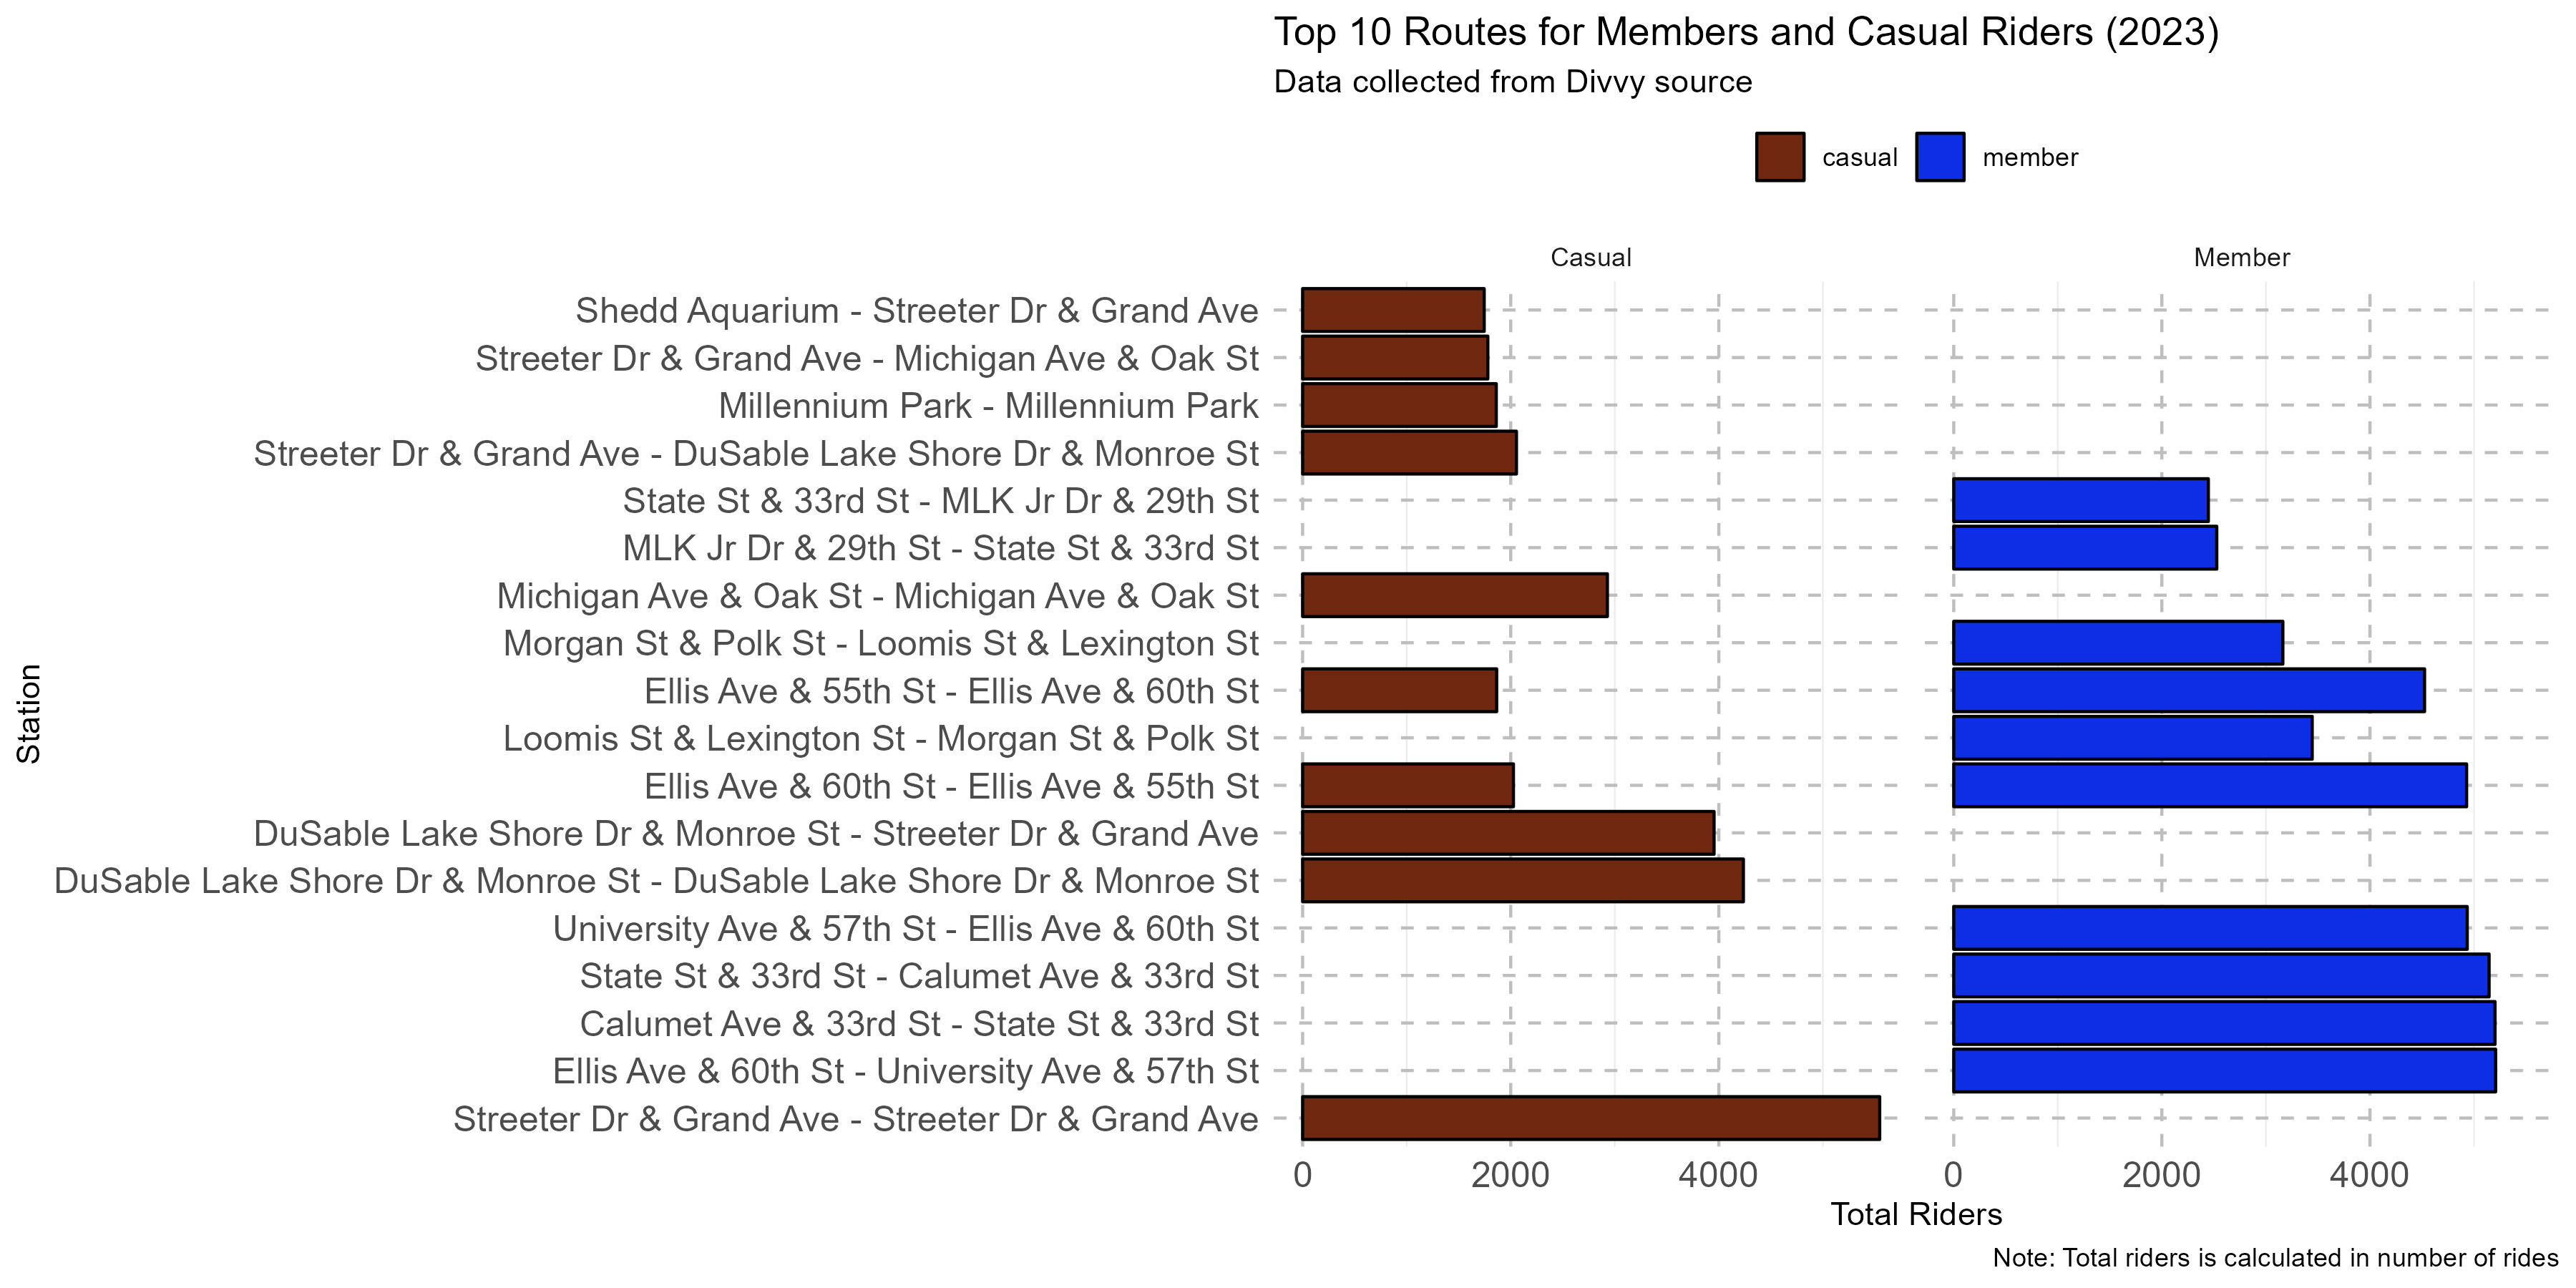 Top 10 Routes for Members and Casual Riders (2023)
Data collected from Divvy source
casual member
Casual Member
Station
Shedd Aquarium - Streeter Dr & Grand Ave
Streeter Dr & Grand Ave - Michigan Ave & Oak St
Millennium Park - Millennium Park
Streeter Dr & Grand Ave - DuSable Lake Shore Dr & Monroe St
State St & 33rd St - MLK Jr Dr & 29th St
MLK Jr Dr & 29th St - State St & 33rd St
Michigan Ave & Oak St - Michigan Ave & Oak St
Morgan St & Polk St - Loomis St & Lexington St
Ellis Ave & 55th St - Ellis Ave & 60th St
Loomis St & Lexington St - Morgan St & Polk St
Ellis Ave & 60th St - Ellis Ave & 55th St
DuSable Lake Shore Dr & Monroe St - Streeter Dr & Grand Ave
DuSable Lake Shore Dr & Monroe St - DuSable Lake Shore Dr & Monroe St
University Ave & 57th St - Ellis Ave & 60th St
State St & 33rd St - Calumet Ave & 33rd St
Calumet Ave & 33rd St - State St & 33rd St
Ellis Ave & 60th St - University Ave & 57th St
Streeter Dr & Grand Ave - Streeter Dr & Grand Ave
0 2000 4000 0 2000 4000
Total Riders
Note: Total riders is calculated in number of rides